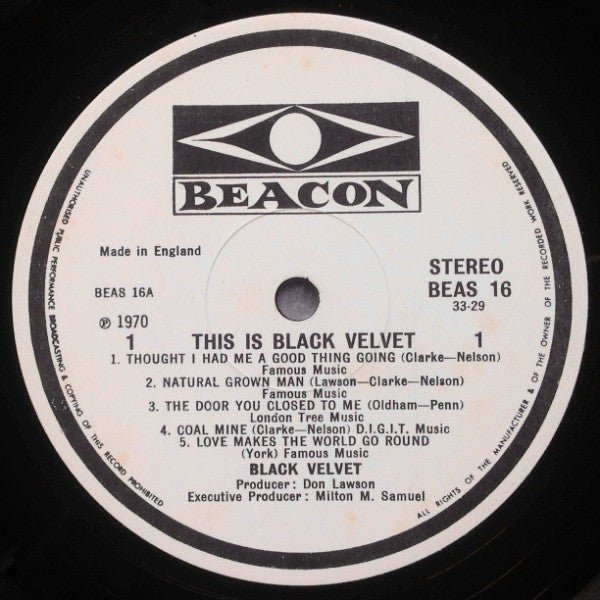 BEACON
Made in England
STEREO
BEAS 16A
BEAS 16
33-29
℗ 1970
1 THIS IS BLACK VELVET 1
1. THOUGHT I HAD ME A GOOD THING GOING (Clarke—Nelson)
Famous Music
2. NATURAL GROWN MAN (Lawson—Clarke—Nelson)
Famous Music
3. THE DOOR YOU CLOSED TO ME (Oldham—Penn)
London Tree Music
4. COAL MINE (Clarke—Nelson) D.I.G.I.T. Music
5. LOVE MAKES THE WORLD GO ROUND
(York) Famous Music
BLACK VELVET
Producer: Don Lawson
Executive Producer: Milton M. Samuel
UNAUTHORISED PUBLIC PERFORMANCE BROADCASTING & COPYING OF THIS RECORD PROHIBITED
ALL RIGHTS OF THE MANUFACTURER & OF THE OWNER OF THE RECORDED WORK RESERVED.